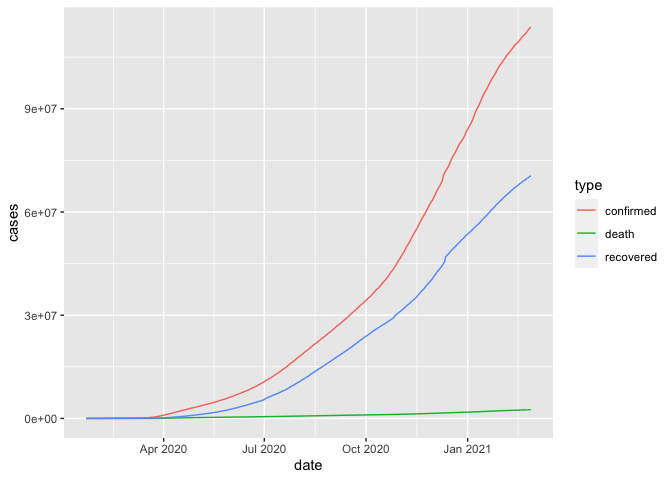 9e+07
6e+07
3e+07
0e+00
cases
Apr 2020
Jul 2020
Oct 2020
Jan 2021
date
type
confirmed
death
recovered